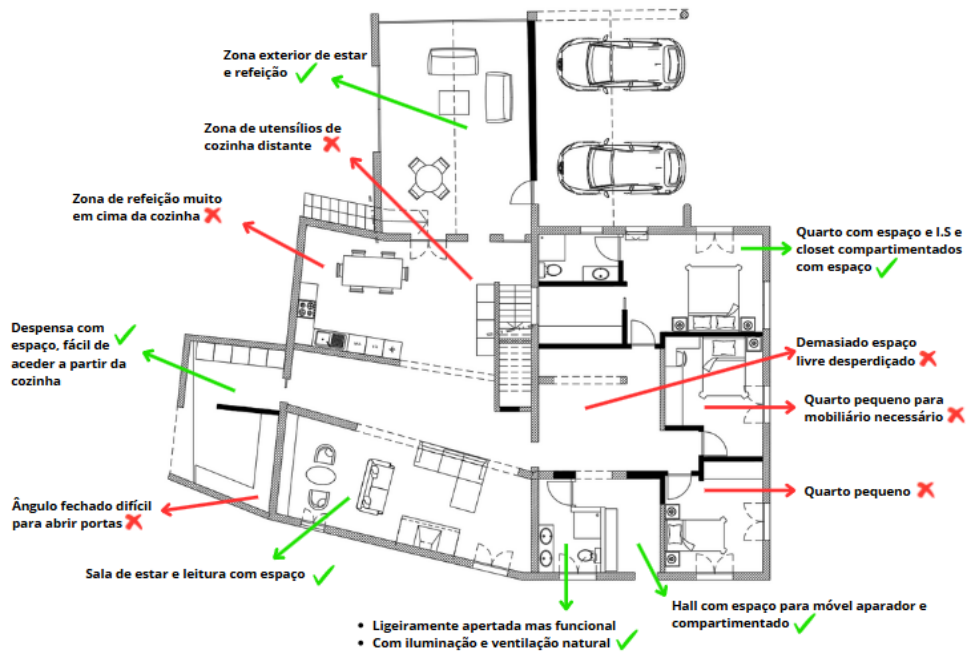 Zona exterior de estar
e refeição
Zona de utensílios de
cozinha distante
Zona de refeição muito
em cima da cozinha
Quarto com espaço e I.S e
closet compartimentados
com espaço
Despensa com
espaço, fácil de
aceder a partir da
cozinha
Demasiado espaço
livre desperdiçado
Quarto pequeno para
mobiliário necessário
Quarto pequeno
Ângulo fechado difícil
para abrir portas
Sala de estar e leitura com espaço
Hall com espaço para móvel aparador e
compartimentado
• Ligeiramente apertada mas funcional
• Com iluminação e ventilação natural